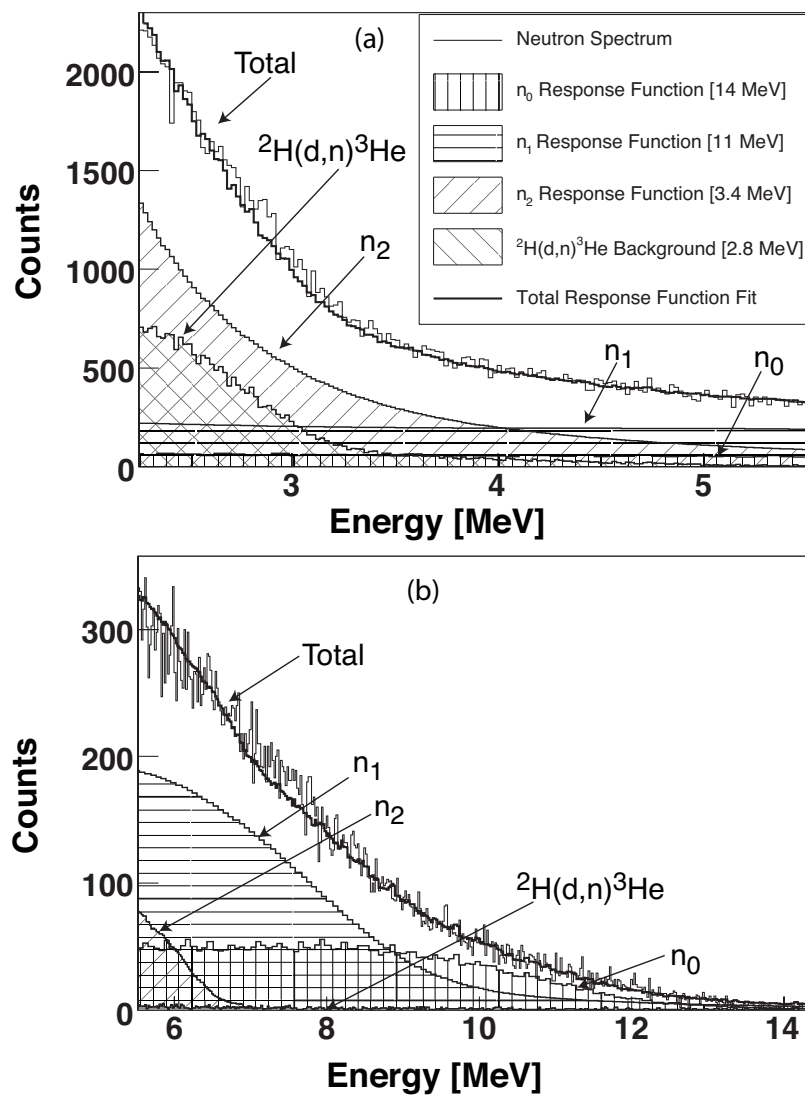 (a)
Neutron Spectrum
n0 Response Function [14 MeV]
n1 Response Function [11 MeV]
n2 Response Function [3.4 MeV]
²H(d,n)³He Background [2.8 MeV]
Total Response Function Fit
Total
²H(d,n)³He
n2
n1
n0
Counts
2000
1500
1000
500
0
3
4
5
Energy [MeV]
(b)
Total
n1
n2
²H(d,n)³He
n0
Counts
300
200
100
0
6
8
10
12
14
Energy [MeV]